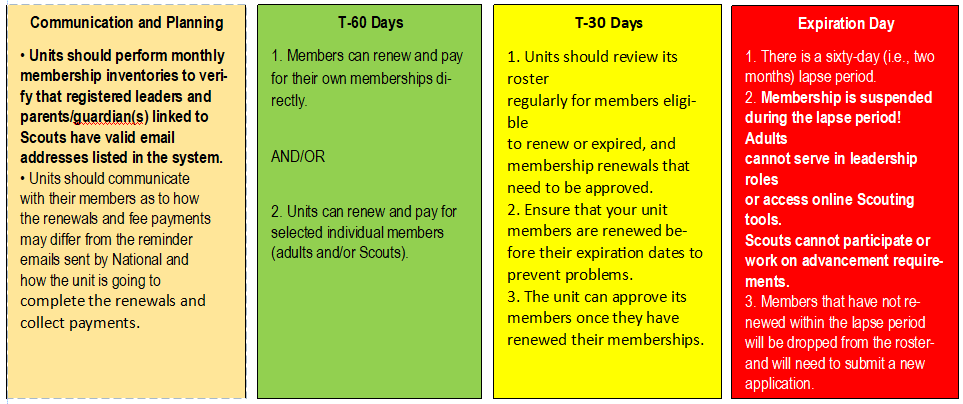 Communication and Planning
• Units should perform monthly
membership inventories to veri-
fy that registered leaders and
parents/guardian(s) linked to
Scouts have valid email
addresses listed in the system.
• Units should communicate
with their members as to how
the renewals and fee payments
may differ from the reminder
emails sent by National and
how the unit is going to
complete the renewals and
collect payments.
T-60 Days
1. Members can renew and pay
for their own memberships di-
rectly.
AND/OR
2. Units can renew and pay for
selected individual members
(adults and/or Scouts).
T-30 Days
1. Units should review its
roster
regularly for members eligi-
ble
to renew or expired, and
membership renewals that
need to be approved.
2. Ensure that your unit
members are renewed be-
fore their expiration dates to
prevent problems.
3. The unit can approve its
members once they have
renewed their memberships.
Expiration Day
1. There is a sixty-day (i.e., two
months) lapse period.
2. Membership is suspended
during the lapse period!
Adults
cannot serve in leadership
roles
or access online Scouting
tools.
Scouts cannot participate or
work on advancement require-
ments.
3. Members that have not re-
newed within the lapse period
will be dropped from the roster-
and will need to submit a new
application.